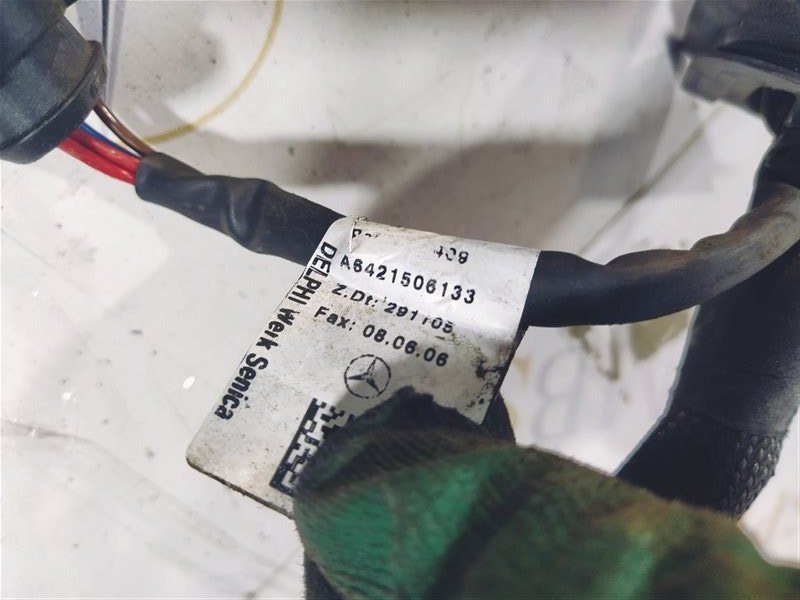 409
A6421506133
Z.Dt: 291105
Fax: 08.06.06
DELPHI Werk Senica